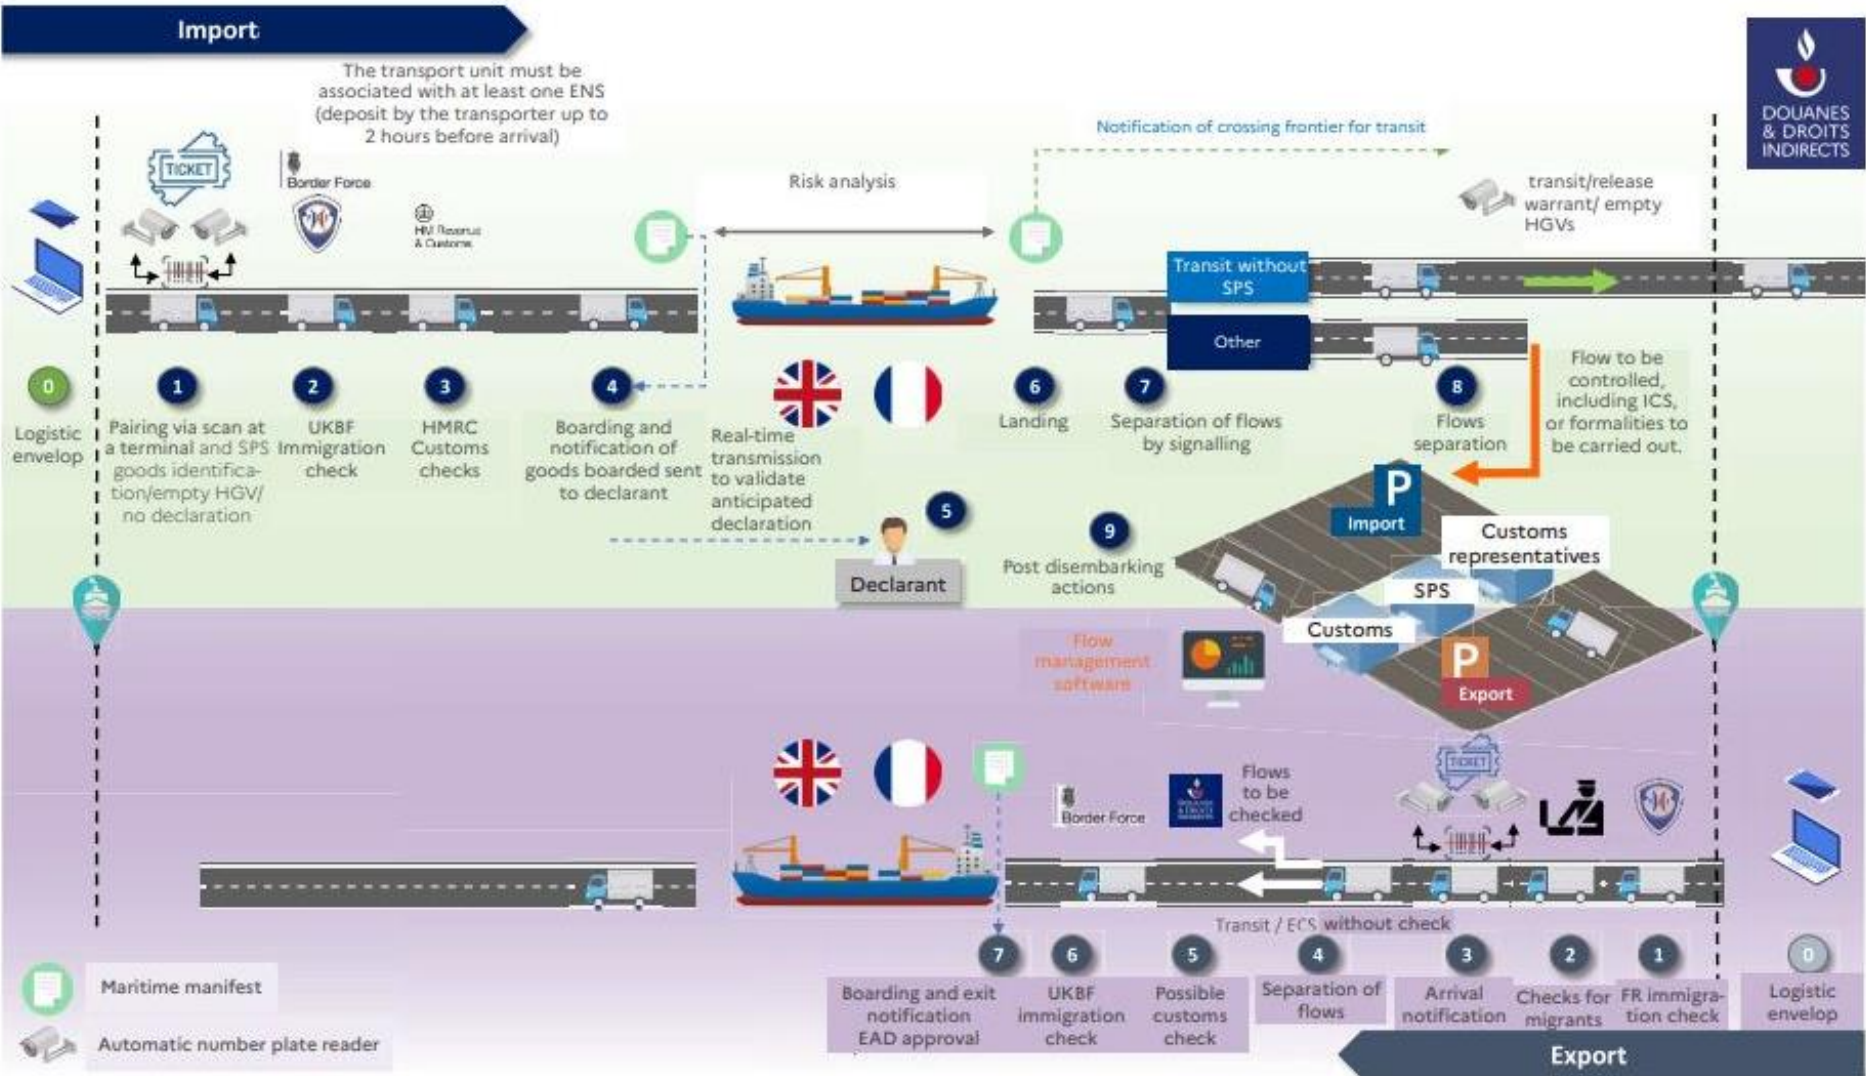 Import
The transport unit must be
associated with at least one ENS
(deposit by the transporter up to
2 hours before arrival)
DOUANES
& DROITS
INDIRECTS
Notification of crossing frontier for transit
TICKET
Border Force
HM Revenue
& Customs
Risk analysis
transit/release
warrant/ empty
HGVs
Transit without
SPS
Other
0
Logistic
envelop
1
Pairing via scan at
a terminal and SPS
goods identifica-
tion/empty HGV/
no declaration
2
UKBF
Immigration
check
3
HMRC
Customs
checks
4
Boarding and
notification of
goods boarded sent
to declarant
Real-time
transmission
to validate
anticipated
declaration
5
Declarant
6
Landing
7
Separation of flows
by signalling
8
Flows
separation
Flow to be
controlled,
including ICS,
or formalities to
be carried out.
9
Post disembarking
actions
P
Import
Customs
representatives
SPS
Customs
P
Export
Flow
management
software
TICKET
Border Force
DOUANES
& DROITS
INDIRECTS
Flows
to be
checked
Transit / ECS without check
7
Boarding and exit
notification
EAD approval
6
UKBF
immigration
check
5
Possible
customs
check
4
Separation of
flows
3
Arrival
notification
2
Checks for
migrants
1
FR immigra-
tion check
0
Logistic
envelop
Maritime manifest
Automatic number plate reader
Export